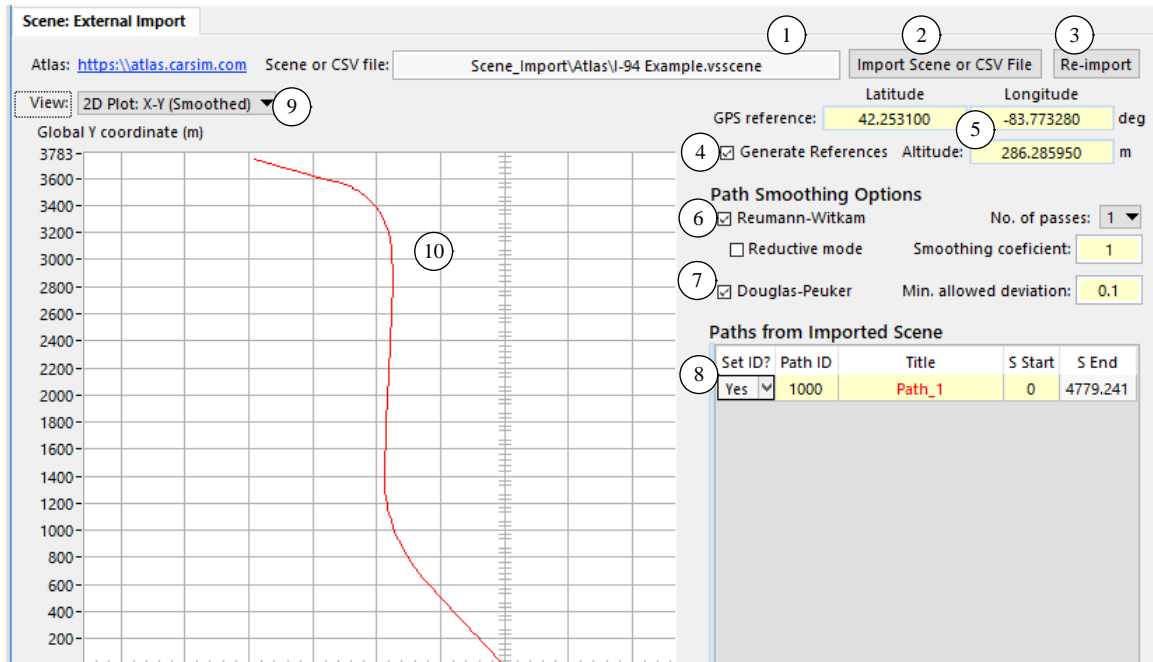 Scene: External Import
1 2 3
Atlas: https:\\atlas.carsim.com Scene or CSV file: Scene_Import\Atlas\I-94 Example.vsscene Import Scene or CSV File Re-import
View: 2D Plot: X-Y (Smoothed) 9
Latitude Longitude
GPS reference: 42.253100 -83.773280 deg
5
4 Generate References Altitude: 286.285950 m
Path Smoothing Options
6 Reumann-Witkam No. of passes: 1
Reductive mode Smoothing coeficient: 1
7 Douglas-Peuker Min. allowed deviation: 0.1
Paths from Imported Scene
Set ID? Path ID Title S Start S End
8 Yes 1000 Path_1 0 4779.241
Global Y coordinate (m)
3783
3600
3400
3200
10
3000
2800
2600
2400
2200
2000
1800
1600
1400
1200
1000
800
600
400
200